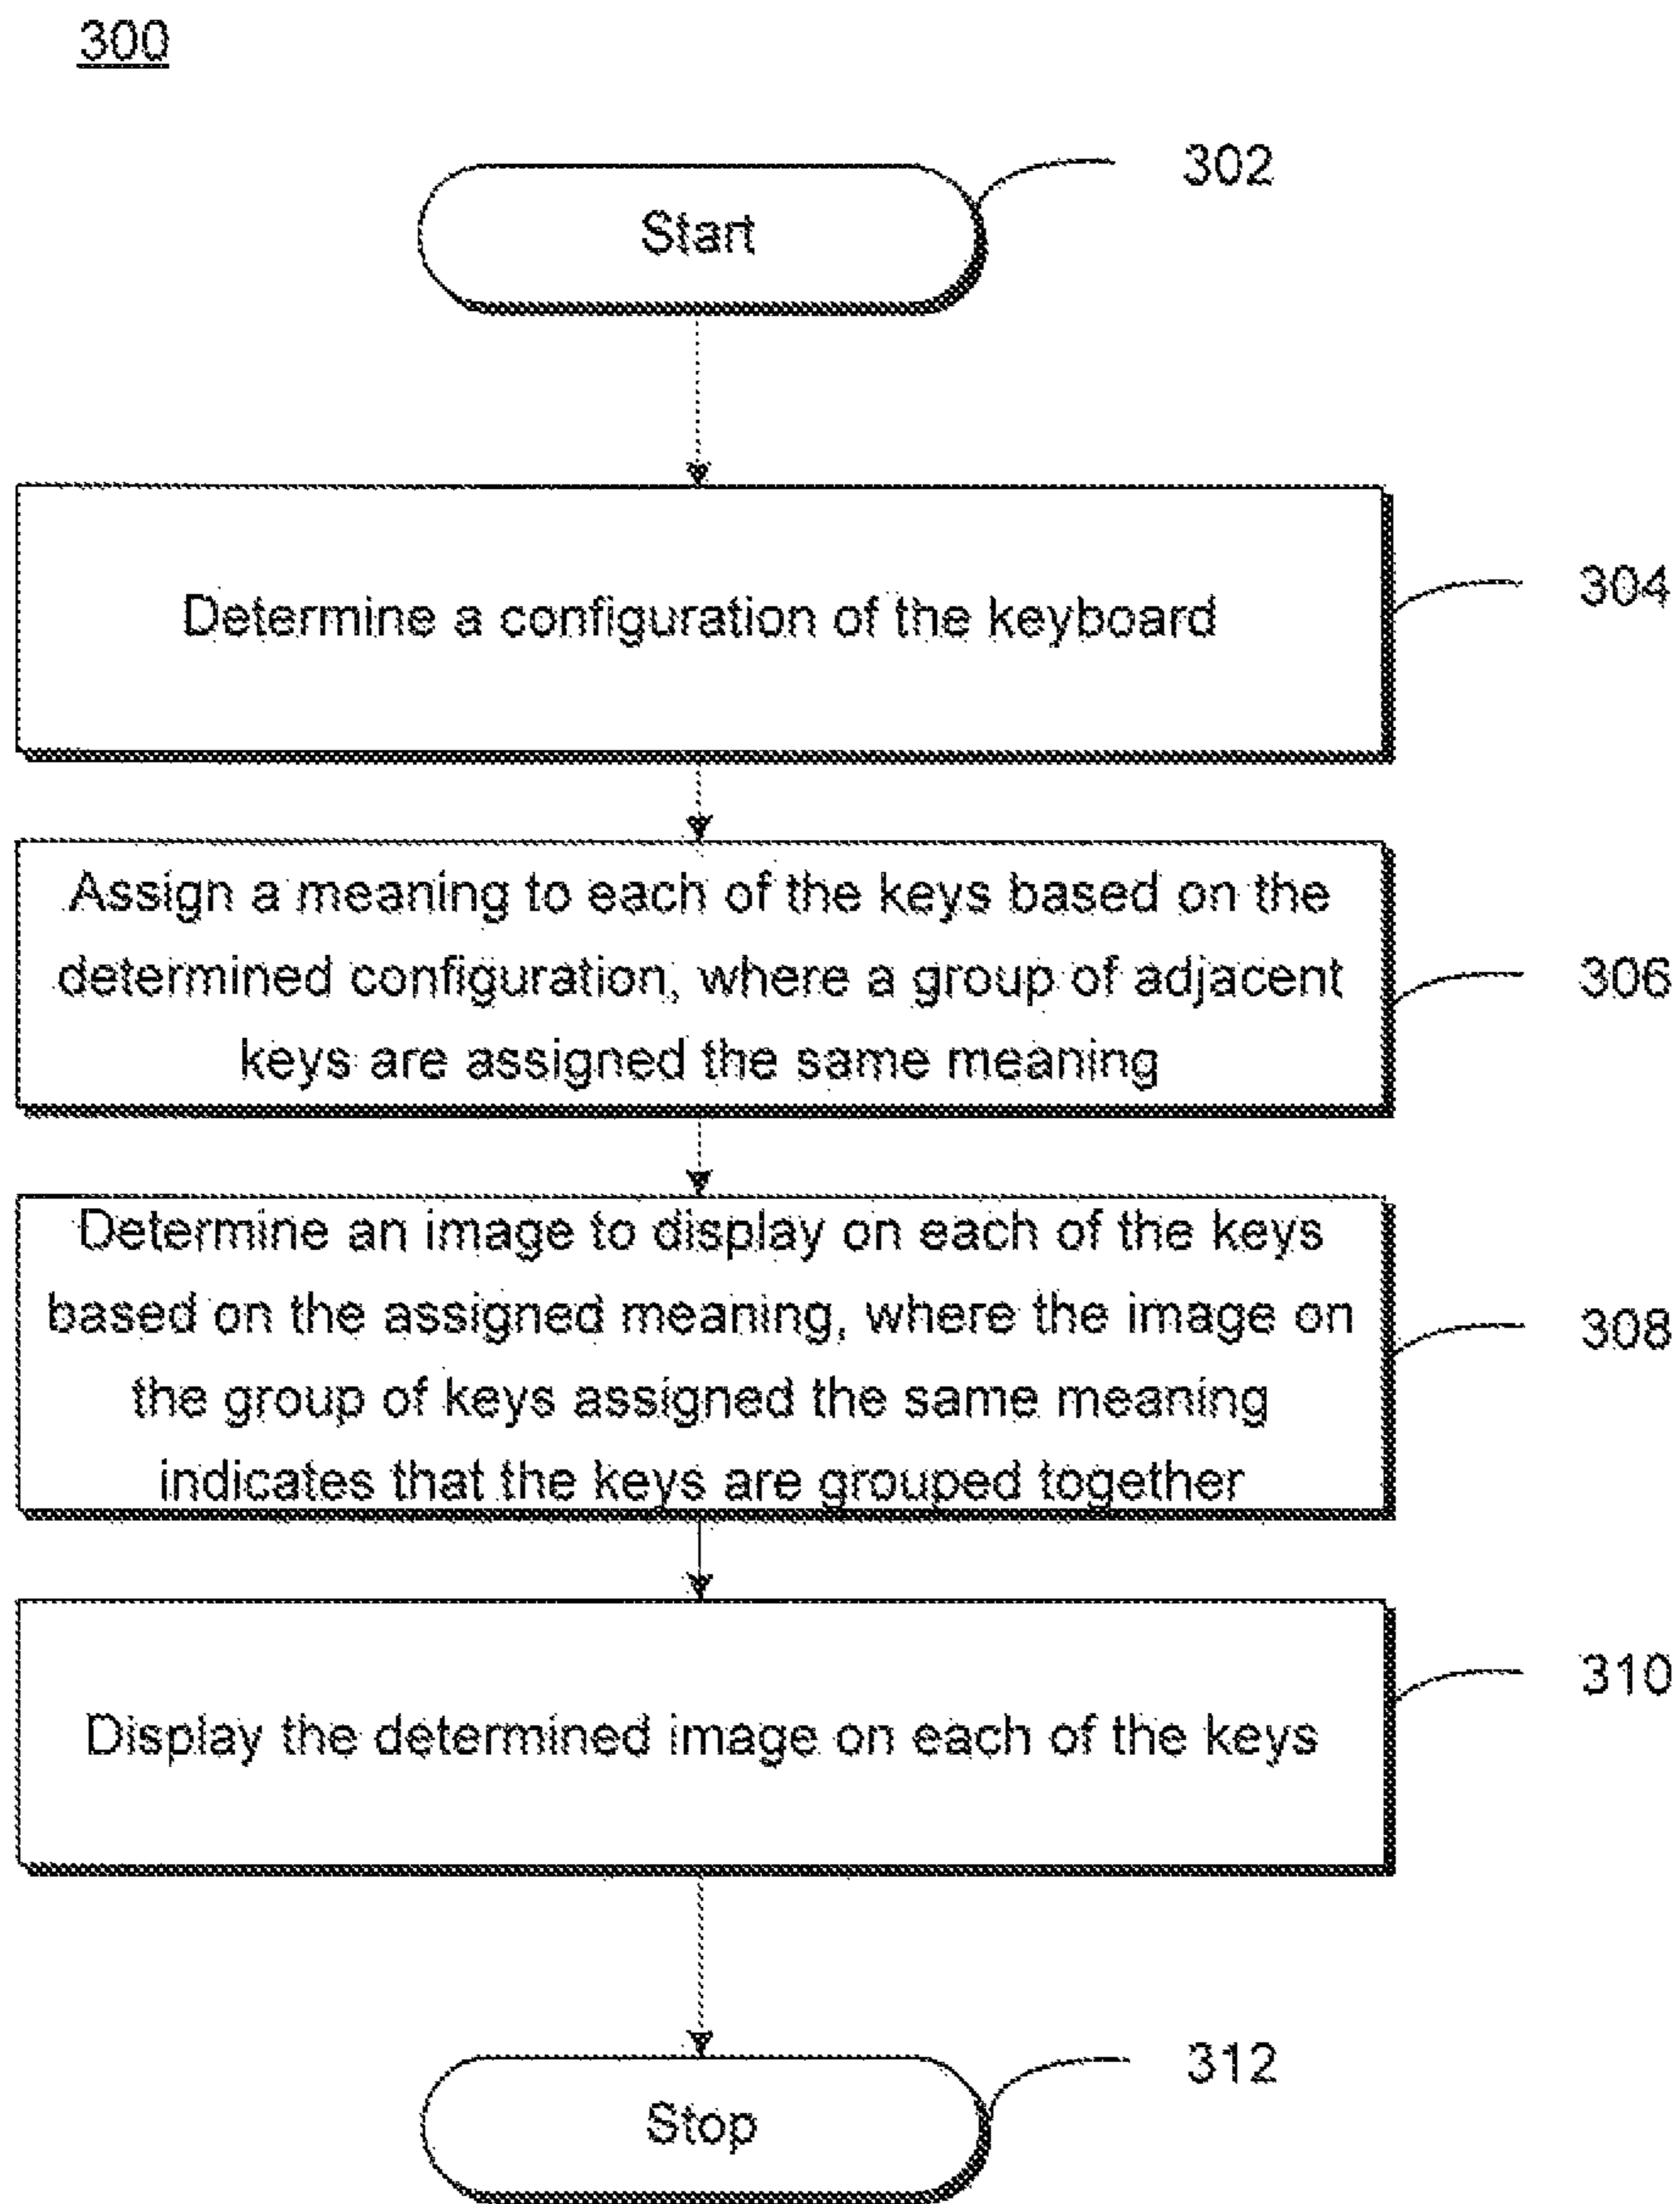 300
302
Start
304
Determine a configuration of the keyboard
Assign a meaning to each of the keys based on the
determined configuration, where a group of adjacent
keys are assigned the same meaning
306
Determine an image to display on each of the keys
based on the assigned meaning, where the image on
the group of keys assigned the same meaning
indicates that the keys are grouped together
308
310
Display the determined image on each of the keys
312
Stop